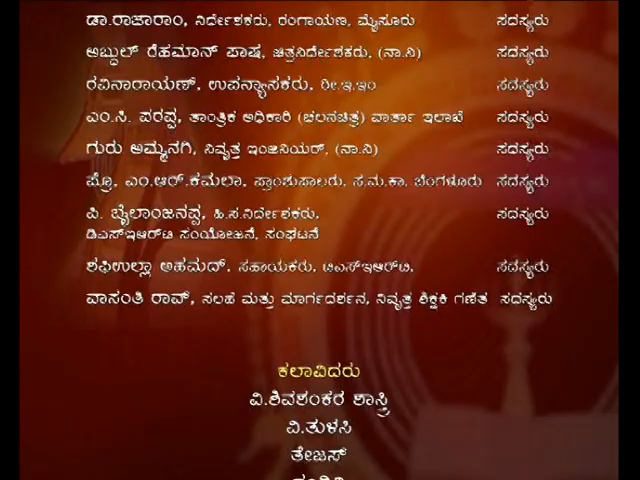 ಡಾ.ರಾಜಾರಾಂ, ನಿರ್ದೇಶಕರು, ರಂಗಾಯಣ, ಮೈಸೂರು ಸದಸ್ಯರು
ಅಬ್ದುಲ್ ರೆಹಮಾನ್ ಪಾಷ, ಚಿತ್ರನಿರ್ದೇಶಕರು, (ನಾ.ನಿ) ಸದಸ್ಯರು
ರವಿನಾರಾಯಣ್, ಉಪನ್ಯಾಸಕರು, ಸದಸ್ಯರು
ಎಂ.ಸಿ. ಪರಪ್ಪ, ತಾಂತ್ರಿಕ ಅಧಿಕಾರಿ (ಚಲನಚಿತ್ರ) ವಾರ್ತಾ ಇಲಾಖೆ ಸದಸ್ಯರು
ಗುರು ಅಮ್ಮನಗಿ, ನಿವೃತ್ತ ಇಂಜಿನಿಯರ್, (ನಾ.ನಿ) ಸದಸ್ಯರು
ಪ್ರೊ. ಎಂ.ಆರ್.ಕಮಲಾ, ಪ್ರಾಂಶುಪಾಲರು, ಸ.ಮ.ಕಾ. ಬೆಂಗಳೂರು ಸದಸ್ಯರು
ಪಿ. ಬೈಲಾಂಜನಪ್ಪ, ಹಿ.ಸ.ನಿರ್ದೇಶಕರು, ಸದಸ್ಯರು
ಡಿಎಸ್ಇಆರ್‌ಟಿ ಸಂಯೋಜನೆ, ಸಂಘಟನೆ
ಶಫಿಉಲ್ಲಾ ಅಹಮದ್, ಸಹಾಯಕರು, ಡಿಎಸ್ಇಆರ್‌ಟಿ. ಸದಸ್ಯರು
ವಾಸಂತಿ ರಾವ್, ಸಲಹೆ ಮತ್ತು ಮಾರ್ಗದರ್ಶನ, ನಿವೃತ್ತ ಶಿಕ್ಷಕಿ ಗಣಿತ ಸದಸ್ಯರು
ಕಲಾವಿದರು
ವಿ.ಶಿವಶಂಕರ ಶಾಸ್ತ್ರಿ
ವಿ.ತುಳಸಿ
ತೇಜಸ್